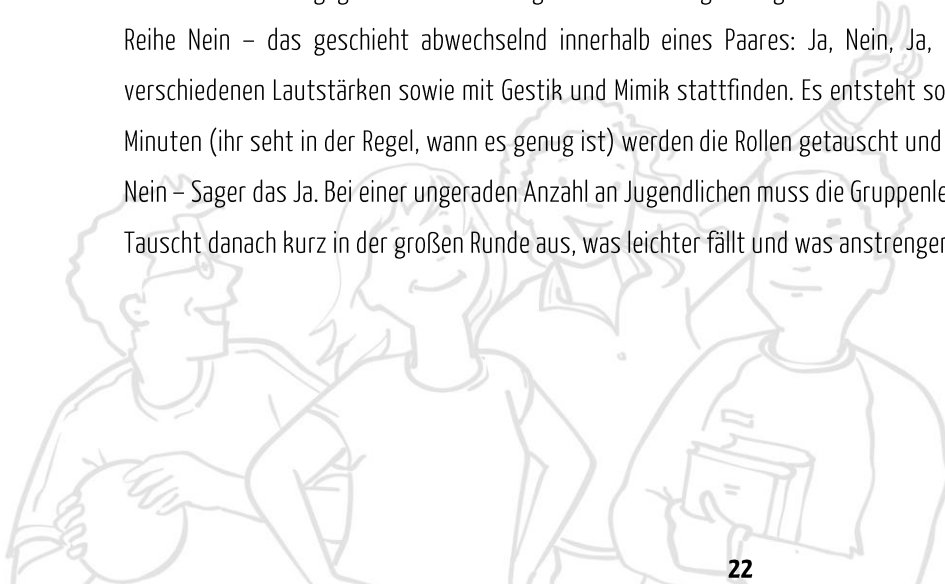 Reihe Nein – das geschieht abwechselnd innerhalb eines Paares: Ja, Nein, Ja,
verschiedenen Lautstärken sowie mit Gestik und Mimik stattfinden. Es entsteht so
Minuten (ihr seht in der Regel, wann es genug ist) werden die Rollen getauscht und
Nein – Sager das Ja. Bei einer ungeraden Anzahl an Jugendlichen muss die Gruppenle
Tauscht danach kurz in der großen Runde aus, was leichter fällt und was anstrenger
22